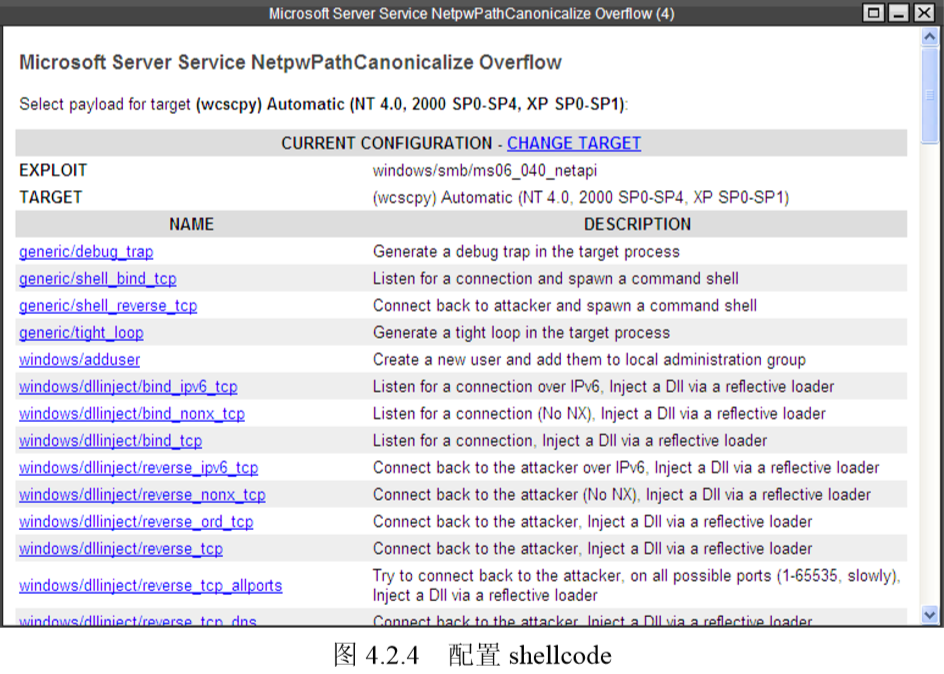 Microsoft Server Service NetpwPathCanonicalize Overflow (4)
Microsoft Server Service NetpwPathCanonicalize Overflow
Select payload for target (wcscpy) Automatic (NT 4.0, 2000 SP0-SP4, XP SP0-SP1):
CURRENT CONFIGURATION - CHANGE TARGET
EXPLOIT windows/smb/ms06_040_netapi
TARGET (wcscpy) Automatic (NT 4.0, 2000 SP0-SP4, XP SP0-SP1)
NAME DESCRIPTION
generic/debug_trap Generate a debug trap in the target process
generic/shell_bind_tcp Listen for a connection and spawn a command shell
generic/shell_reverse_tcp Connect back to attacker and spawn a command shell
generic/tight_loop Generate a tight loop in the target process
windows/adduser Create a new user and add them to local administration group
windows/dllinject/bind_ipv6_tcp Listen for a connection over IPv6, Inject a Dll via a reflective loader
windows/dllinject/bind_nonx_tcp Listen for a connection (No NX), Inject a Dll via a reflective loader
windows/dllinject/bind_tcp Listen for a connection, Inject a Dll via a reflective loader
windows/dllinject/reverse_ipv6_tcp Connect back to the attacker over IPv6, Inject a Dll via a reflective loader
windows/dllinject/reverse_nonx_tcp Connect back to the attacker (No NX), Inject a Dll via a reflective loader
windows/dllinject/reverse_ord_tcp Connect back to the attacker, Inject a Dll via a reflective loader
windows/dllinject/reverse_tcp Connect back to the attacker, Inject a Dll via a reflective loader
windows/dllinject/reverse_tcp_allports Try to connect back to the attacker, on all possible ports (1-65535, slowly),
Inject a Dll via a reflective loader
windows/dllinject/reverse_tcp_dns Connect back to the attacker, Inject a Dll via a reflective loader
图 4.2.4 配置 shellcode